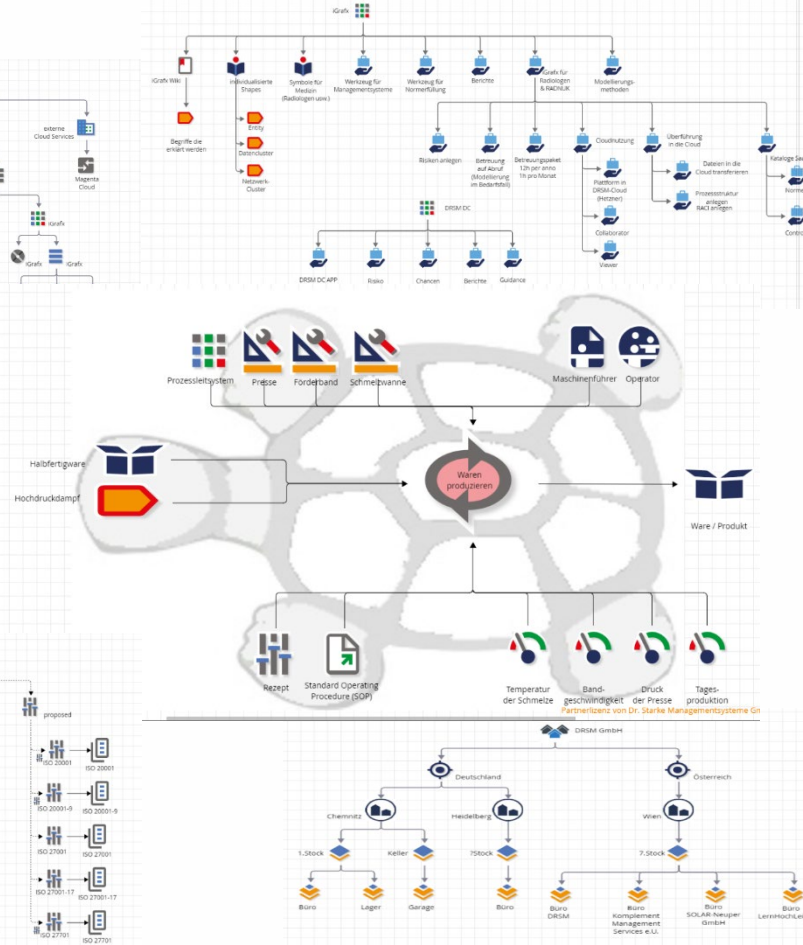 iGrafx
iGrafx Wiki
individualisierte
Shapes
Symbole für
Medizin
(Radiologen usw.)
Werkzeug für
Managementsysteme
Werkzeug für
Normerfüllung
Berichte
iGrafx für
Radiologen
& RADNUK
Modellierungs-
methoden
Begriffe die
erklärt werden
Entity
Datencluster
Netzwerk-
Cluster
Risiken anlegen
Betreuung
auf Abruf
(Modellierung
im Bedarfsfall)
Betreuungspaket
12h per anno
1h pro Monat
Cloudnutzung
Plattform in
DRSM-Cloud
(Hetzner)
Collaborator
Viewer
Überführung
in die Cloud
Dateien in die
Cloud transferieren
Prozessstruktur
anlegen
RACI anlegen
Kataloge
externe
Cloud Services
Magenta
Cloud
iGrafx
iGrafx
iGrafx
DRSM DC
DRSM DC APP
Risiko
Chancen
Berichte
Guidance
Prozessleitsystem
Presse
Förderband
Schmelzwanne
Maschinenführer
Operator
Halbfertigware
Hochdruckdampf
Waren
produzieren
Ware / Produkt
Rezept
Standard Operating
Procedure (SOP)
Temperatur
der Schmelze
Band-
geschwindigkeit
Druck
der Presse
Tages-
produktion
Partnerlizenz von Dr. Starke Managementsysteme
proposed
ISO 20001
ISO 20001
ISO 20001-9
ISO 20001-9
ISO 27001
ISO 27001
ISO 27001-17
ISO 27001-17
ISO 27701
ISO 27701
DRSM GmbH
Deutschland
Österreich
Chemnitz
Heidelberg
Wien
1.Stock
Keller
?Stock
7.Stock
Büro
Lager
Garage
Büro
Büro
DRSM
Büro
Komplement
Management
Services e.U.
Büro
SOLAR-Neuper
GmbH
Büro